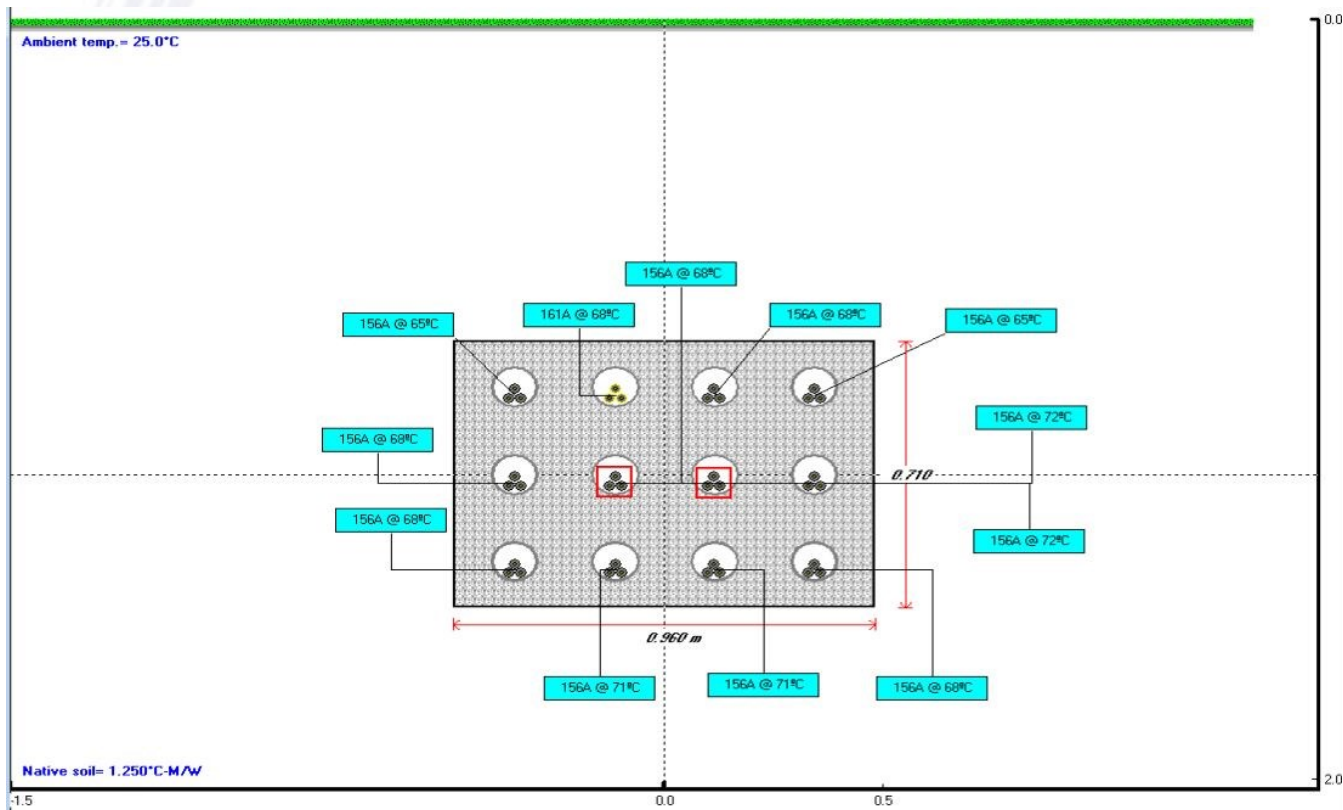 0.0
Ambient temp.= 25.0°C
156A @ 68ºC
161A @ 68ºC
156A @ 68ºC
156A @ 65ºC
156A @ 65ºC
156A @ 72ºC
156A @ 68ºC
0.710
156A @ 68ºC
156A @ 72ºC
0.960 m
156A @ 71ºC
156A @ 71ºC
156A @ 68ºC
Native soil= 1.250°C-M/W
2.0
-1.5
0.0
0.5